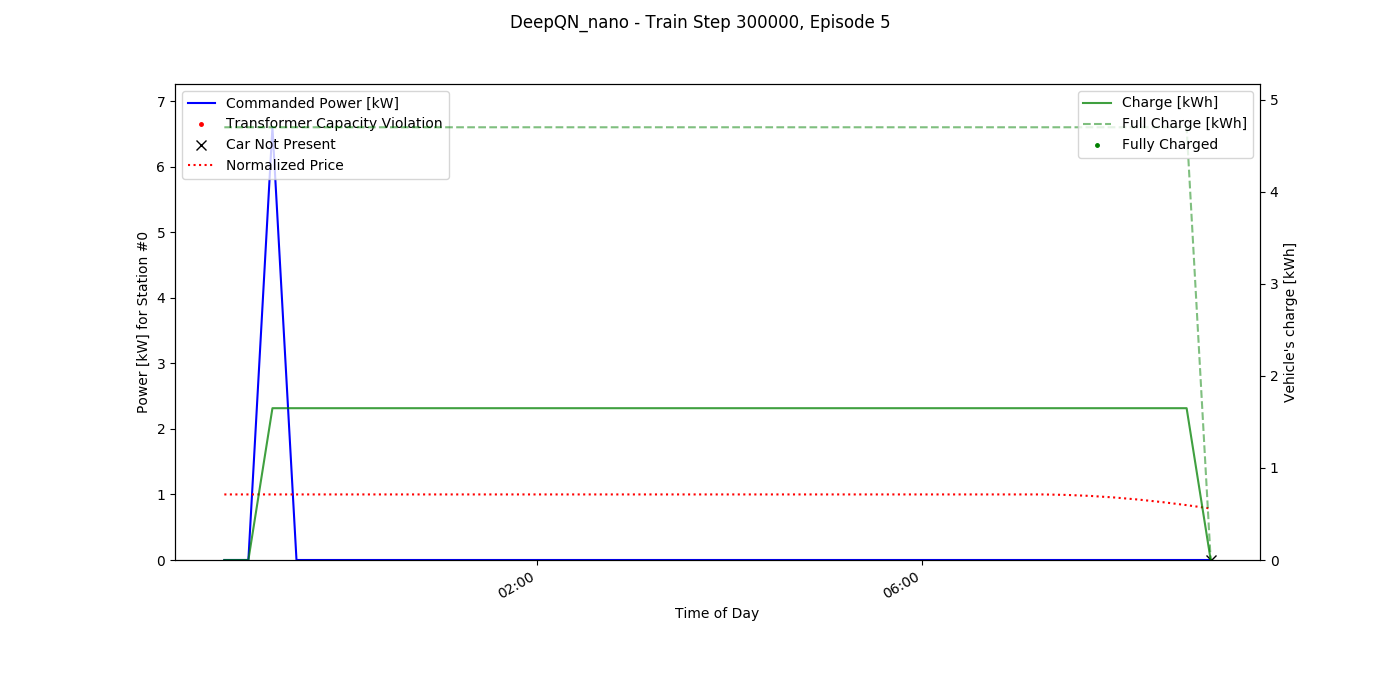 DeepQN_nano - Train Step 300000, Episode 5
Commanded Power [kW]
Transformer Capacity Violation
Car Not Present
Normalized Price
Charge [kWh]
Full Charge [kWh]
Fully Charged
7
6
5
4
3
2
1
0
Power [kW] for Station #0
5
4
3
2
1
0
Vehicle's charge [kWh]
02:00
06:00
Time of Day